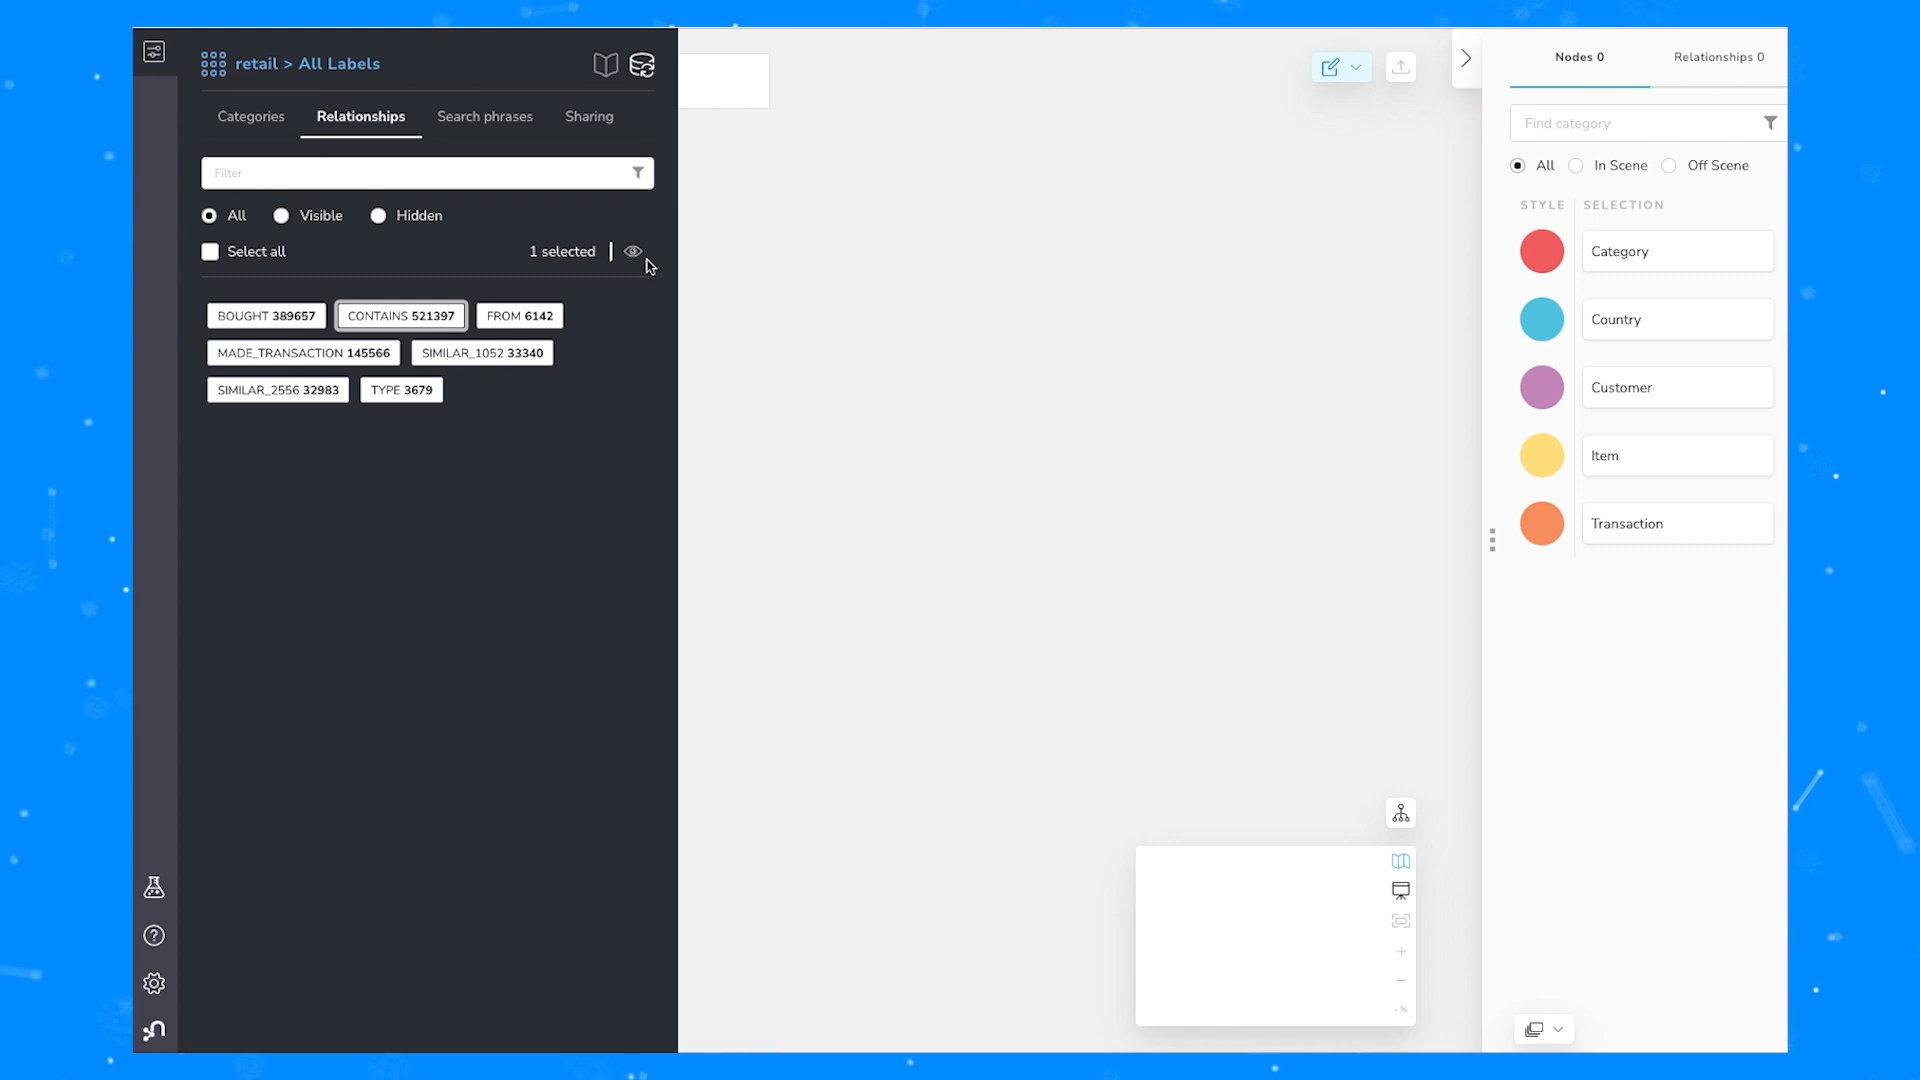 retail > All Labels
Categories Relationships Search phrases Sharing
Filter
All Visible Hidden
Select all 1 selected
BOUGHT 389657 CONTAINS 521397 FROM 6142
MADE_TRANSACTION 145566 SIMILAR_1052 33340
SIMILAR_2556 32983 TYPE 3679
Nodes 0 Relationships 0
Find category
All In Scene Off Scene
STYLE SELECTION
Category
Country
Customer
Item
Transaction
- %